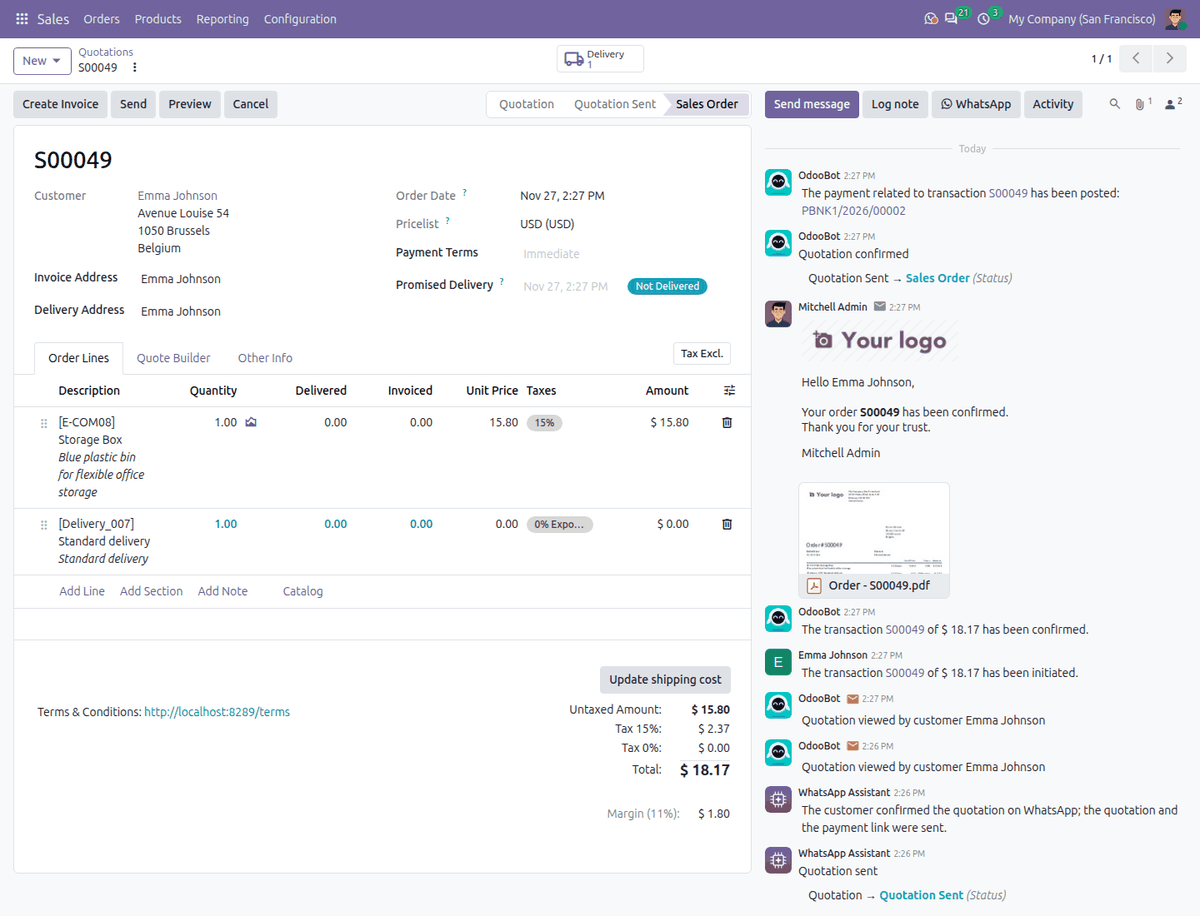 Sales Orders Products Reporting Configuration 21 3 My Company (San Francisco)
New Quotations
S00049
Delivery
1
1 / 1
Create Invoice Send Preview Cancel Quotation Quotation Sent Sales Order
Send message Log note WhatsApp Activity 1 2
S00049
Customer Emma Johnson
Avenue Louise 54
1050 Brussels
Belgium
Invoice Address Emma Johnson
Delivery Address Emma Johnson
Order Date ? Nov 27, 2:27 PM
Pricelist ? USD (USD)
Payment Terms Immediate
Promised Delivery ? Nov 27, 2:27 PM Not Delivered
Order Lines Quote Builder Other Info Tax Excl.
Description Quantity Delivered Invoiced Unit Price Taxes Amount
[E-COM08] 1.00 0.00 0.00 15.80 15% $ 15.80
Storage Box
Blue plastic bin
for flexible office
storage
[Delivery_007] 1.00 0.00 0.00 0.00 0% Expo... $ 0.00
Standard delivery
Standard delivery
Add Line Add Section Add Note Catalog
Update shipping cost
Terms & Conditions: http://localhost:8289/terms
Untaxed Amount: $ 15.80
Tax 15%: $ 2.37
Tax 0%: $ 0.00
Total: $ 18.17
Margin (11%): $ 1.80
Today
OdooBot 2:27 PM
The payment related to transaction S00049 has been posted:
PBNK1/2026/00002
OdooBot 2:27 PM
Quotation confirmed
Quotation Sent → Sales Order (Status)
Mitchell Admin 2:27 PM
Your logo
Hello Emma Johnson,
Your order S00049 has been confirmed.
Thank you for your trust.
Mitchell Admin
Your logo
Order # S00049
Order - S00049.pdf
OdooBot 2:27 PM
The transaction S00049 of $ 18.17 has been confirmed.
E
Emma Johnson 2:27 PM
The transaction S00049 of $ 18.17 has been initiated.
OdooBot 2:27 PM
Quotation viewed by customer Emma Johnson
OdooBot 2:26 PM
Quotation viewed by customer Emma Johnson
WhatsApp Assistant 2:26 PM
The customer confirmed the quotation on WhatsApp; the quotation and
the payment link were sent.
WhatsApp Assistant 2:26 PM
Quotation sent
Quotation → Quotation Sent (Status)